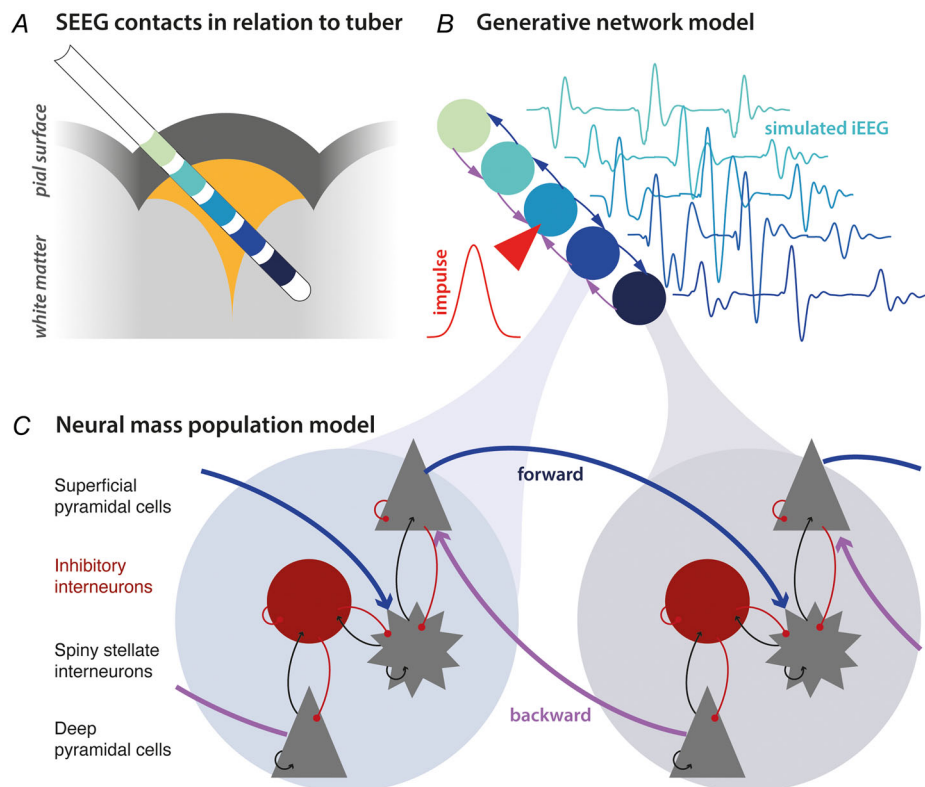 A SEEG contacts in relation to tuber
pial surface
white matter
B Generative network model
simulated iEEG
impulse
C Neural mass population model
Superficial
pyramidal cells
Inhibitory
interneurons
Spiny stellate
interneurons
Deep
pyramidal cells
forward
backward